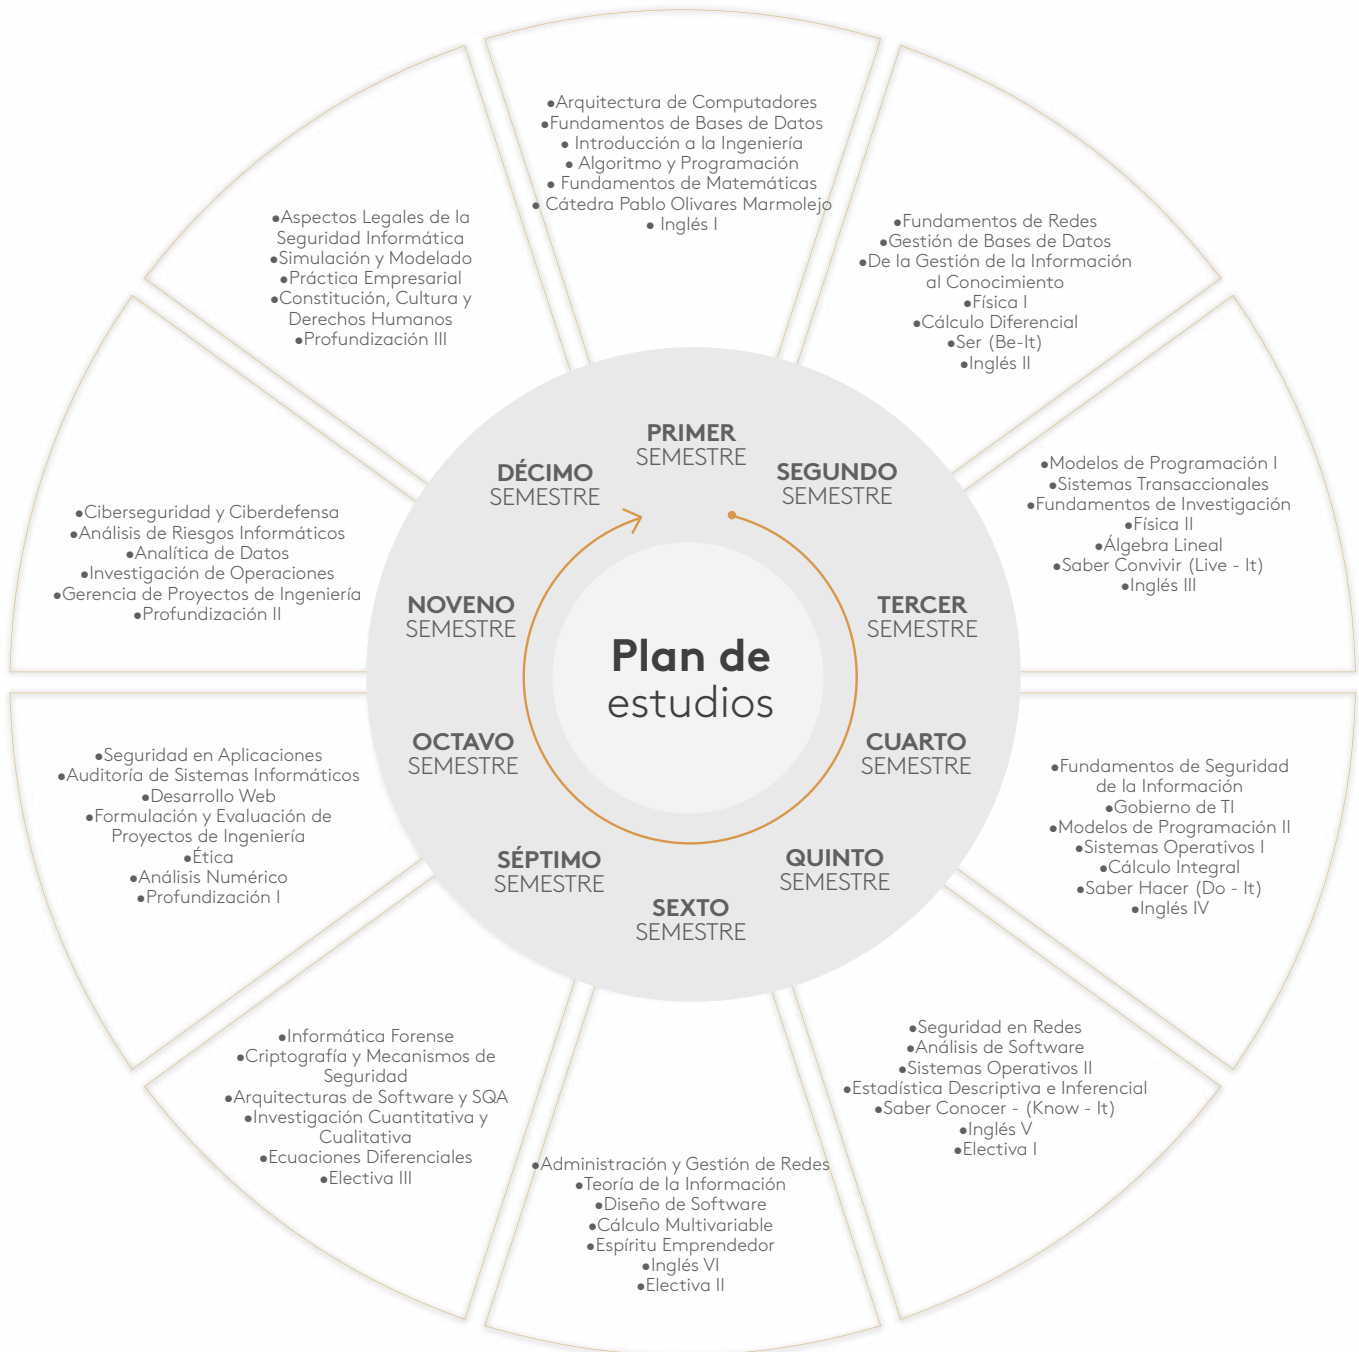 Plan de
estudios
PRIMER
SEMESTRE
●Arquitectura de Computadores
●Fundamentos de Bases de Datos
● Introducción a la Ingeniería
● Algoritmo y Programación
● Fundamentos de Matemáticas
● Cátedra Pablo Olivares Marmolejo
● Inglés I
SEGUNDO
SEMESTRE
●Fundamentos de Redes
●Gestión de Bases de Datos
●De la Gestión de la Información
al Conocimiento
●Física I
●Cálculo Diferencial
●Ser (Be-It)
●Inglés II
TERCER
SEMESTRE
●Modelos de Programación I
●Sistemas Transaccionales
●Fundamentos de Investigación
●Física II
●Álgebra Lineal
●Saber Convivir (Live - It)
●Inglés III
CUARTO
SEMESTRE
●Fundamentos de Seguridad
de la Información
●Gobierno de TI
●Modelos de Programación II
●Sistemas Operativos I
●Cálculo Integral
●Saber Hacer (Do - It)
●Inglés IV
QUINTO
SEMESTRE
●Seguridad en Redes
●Análisis de Software
●Sistemas Operativos II
●Estadística Descriptiva e Inferencial
●Saber Conocer - (Know - It)
●Inglés V
●Electiva I
SEXTO
SEMESTRE
●Administración y Gestión de Redes
●Teoría de la Información
●Diseño de Software
●Cálculo Multivariable
●Espíritu Emprendedor
●Inglés VI
●Electiva II
SÉPTIMO
SEMESTRE
●Informática Forense
●Criptografía y Mecanismos de
Seguridad
●Arquitecturas de Software y SQA
●Investigación Cuantitativa y
Cualitativa
●Ecuaciones Diferenciales
●Electiva III
OCTAVO
SEMESTRE
●Seguridad en Aplicaciones
●Auditoría de Sistemas Informáticos
●Desarrollo Web
●Formulación y Evaluación de
Proyectos de Ingeniería
●Ética
●Análisis Numérico
●Profundización I
NOVENO
SEMESTRE
●Ciberseguridad y Ciberdefensa
●Análisis de Riesgos Informáticos
●Analítica de Datos
●Investigación de Operaciones
●Gerencia de Proyectos de Ingeniería
●Profundización II
DÉCIMO
SEMESTRE
●Aspectos Legales de la
Seguridad Informática
●Simulación y Modelado
●Práctica Empresarial
●Constitución, Cultura y
Derechos Humanos
●Profundización III